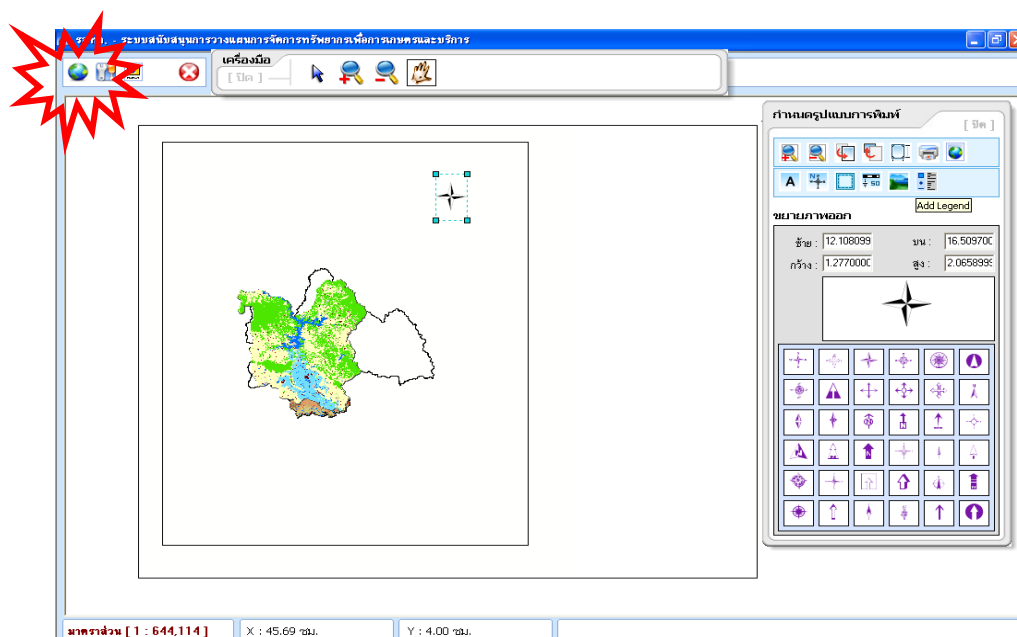 - ระบบสนับสนุนการวางแผนการจัดการทรัพยากรเพื่อการเกษตรและบริการ
เครื่องมือ
[ ปิด ]
กำหนดรูปแบบการพิมพ์
[ ปิด ]
A N 50
Add Legend
ขยายภาพออก
ซ้าย : 12.108099 บน : 16.50970
กว้าง : 1.277000 สูง : 2.065899
มาตราส่วน [ 1 : 644,114 ] X : 45.69 ซม. Y : 4.00 ซม.